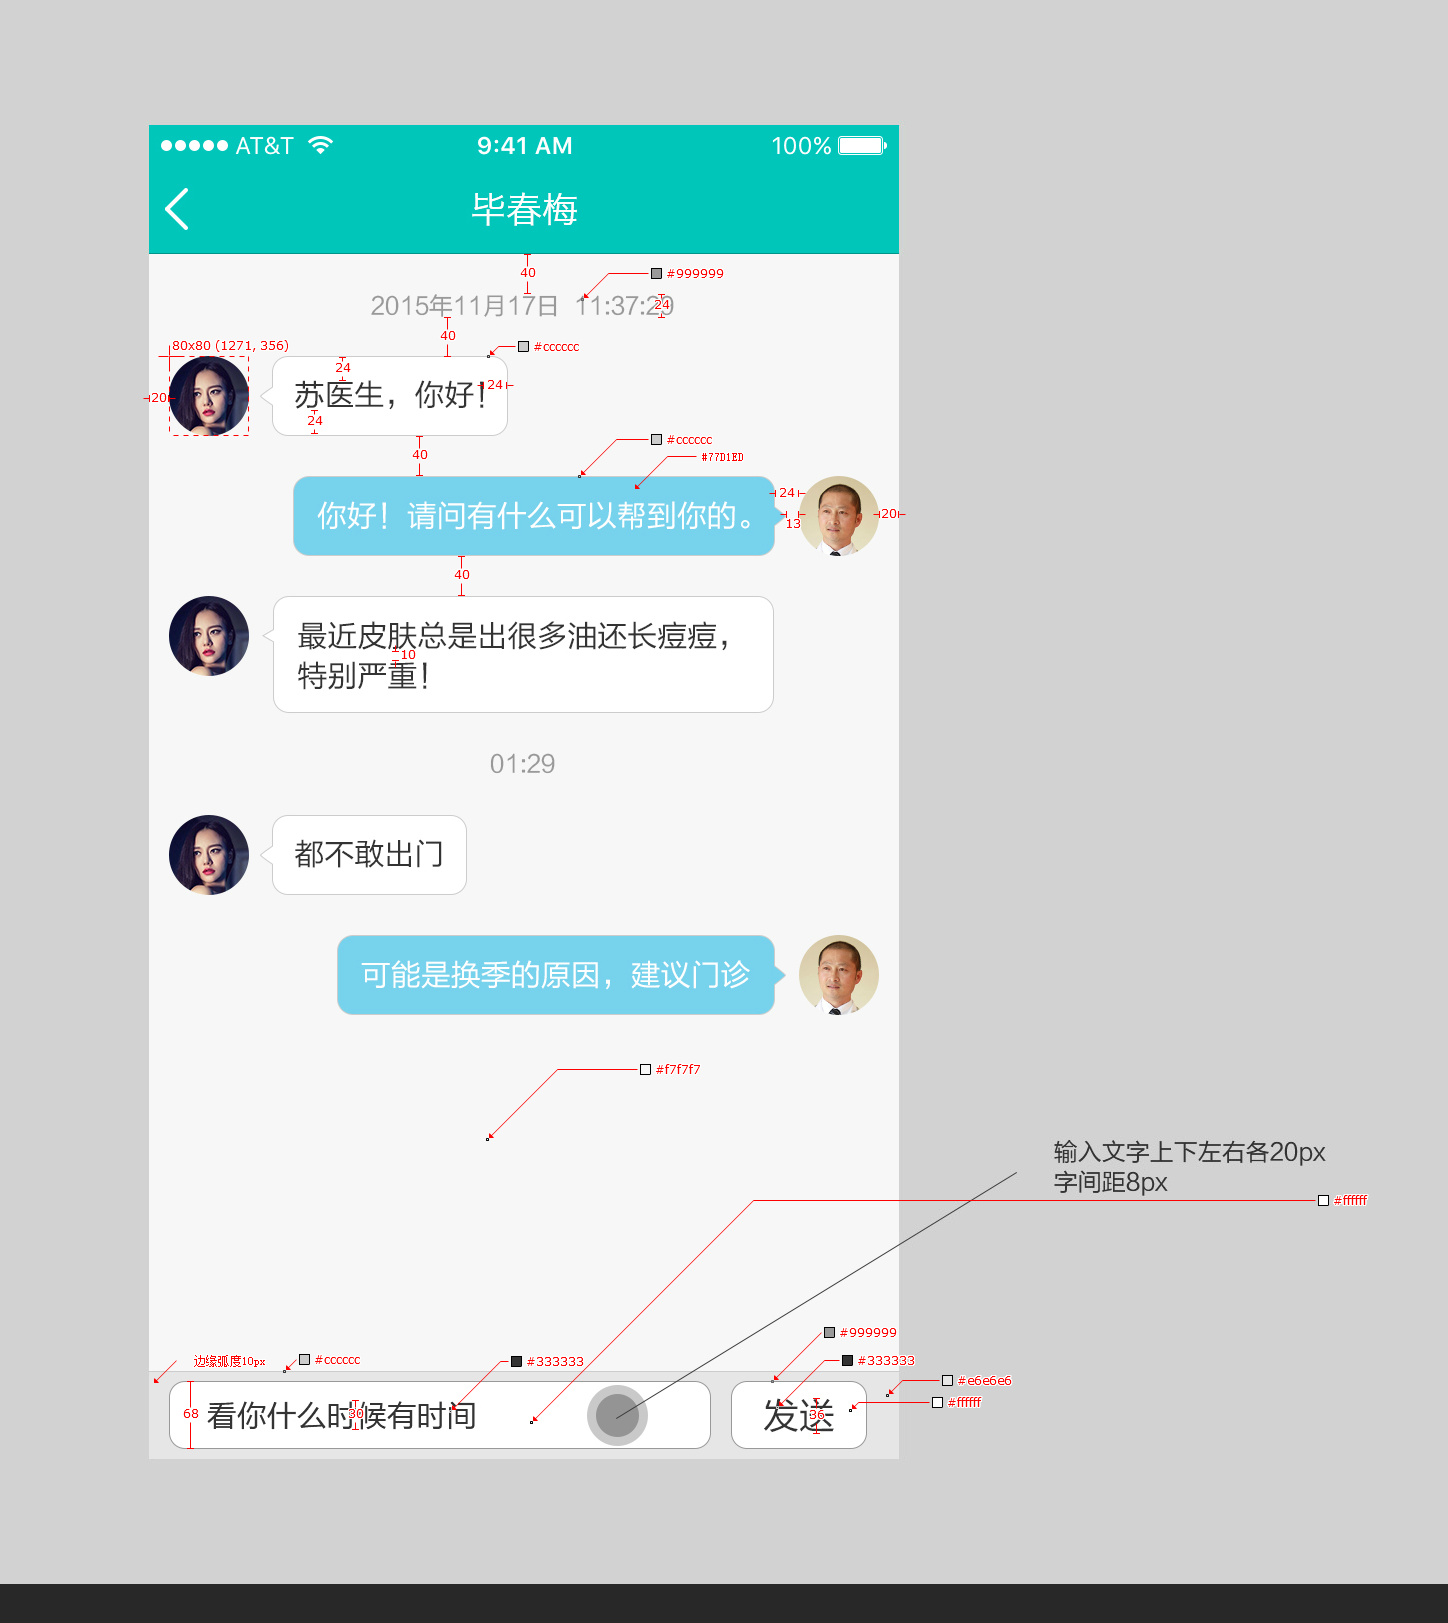 AT&T 9:41 AM 100%
毕春梅
40
#999999
2015年11月17日 11:37:29
24
40
80x80 (1271, 356)
#cccccc
24
24
20
苏医生，你好！
24
#cccccc
40
#77D1ED
24
你好！请问有什么可以帮到你的。
13
20
40
最近皮肤总是出很多油还长痘痘，
10
特别严重！
01:29
都不敢出门
可能是换季的原因，建议门诊
#f7f7f7
输入文字上下左右各20px
字间距8px
#ffffff
#999999
边缘弧度10px
#cccccc
#333333
#333333
#e6e6e6
#ffffff
68
看你什么时候有时间
30
发送
36